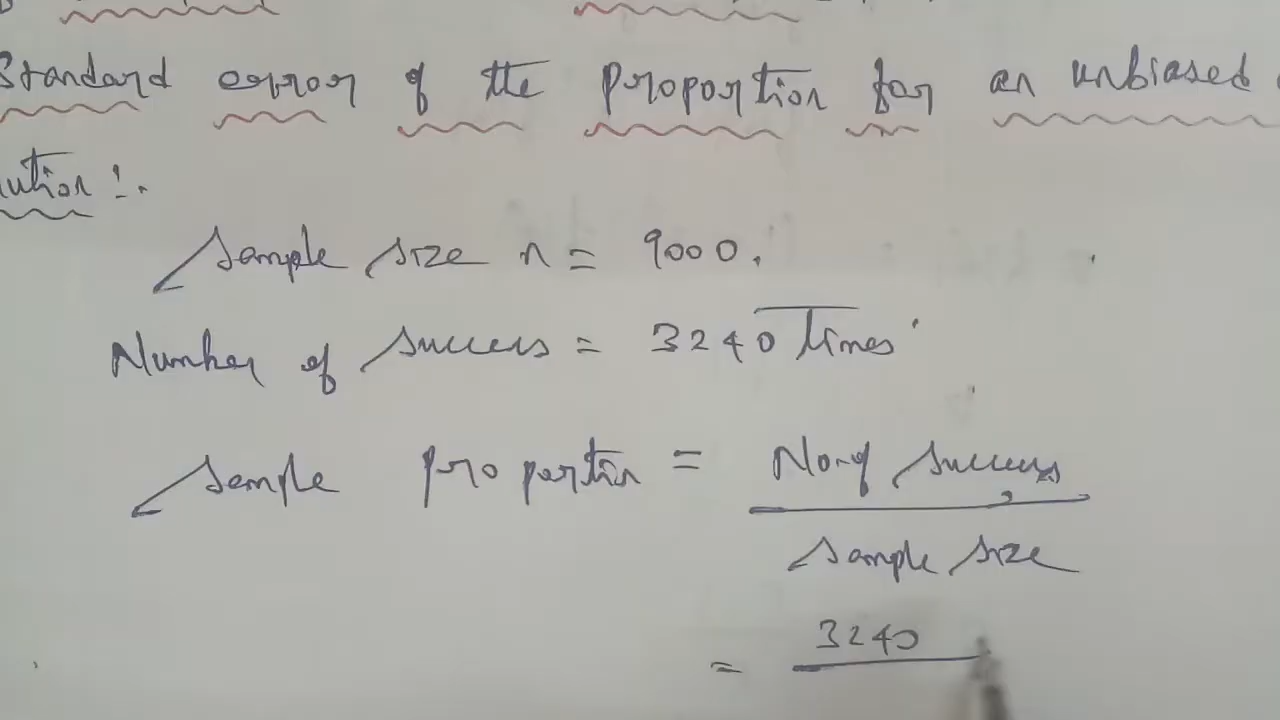 Standard error of the proportion for an unbiased
ution :.
Sample size n = 9000.
Number of success = 3240 Times
Sample proportion = No. of success
Sample size
= 3240